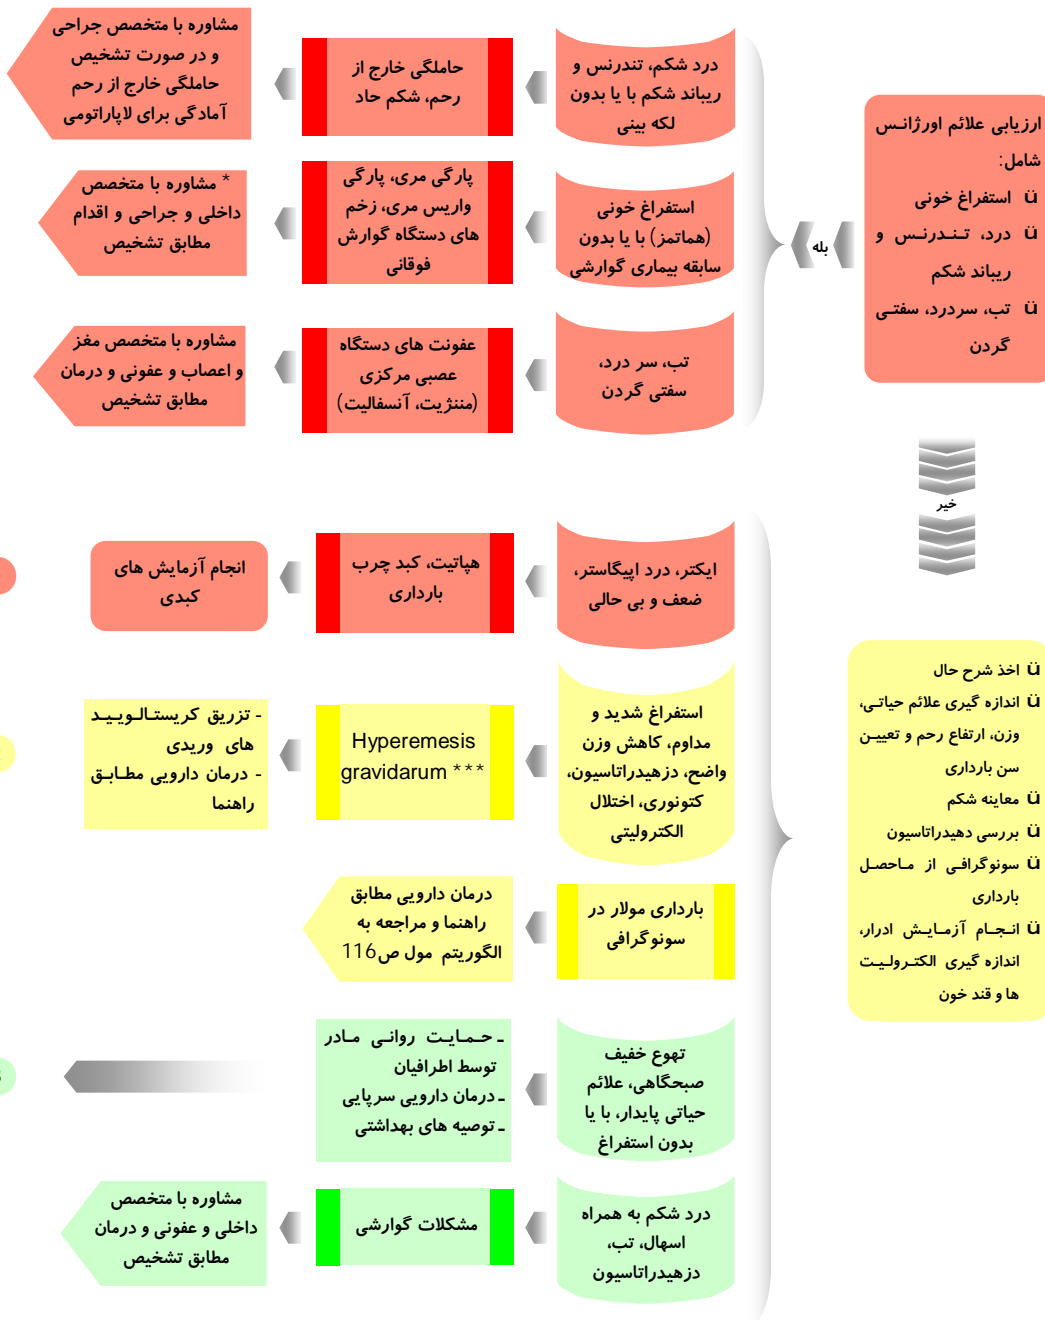 ارزیابی علائم اورژانس
شامل:
ü استفراغ خونی
ü درد، تندرنس و
ریباند شکم
ü تب، سردرد، سفتی
گردن
بله
درد شکم، تندرنس و
ریباند شکم با یا بدون
لکه بینی
حاملگی خارج از
رحم، شکم حاد
مشاوره با متخصص جراحی
و در صورت تشخیص
حاملگی خارج از رحم
آمادگی برای لاپاراتومی
استفراغ خونی
(هماتمز) با یا بدون
سابقه بیماری گوارشی
پارگی مری، پارگی
واریس مری، زخم
های دستگاه گوارش
فوقانی
* مشاوره با متخصص
داخلی و جراحی و اقدام
مطابق تشخیص
تب، سر درد،
سفتی گردن
عفونت های دستگاه
عصبی مرکزی
(مننژیت، آنسفالیت)
مشاوره با متخصص مغز
و اعصاب و عفونی و درمان
مطابق تشخیص
خیر
ü اخذ شرح حال
ü اندازه گیری علائم حیاتی،
وزن، ارتفاع رحم و تعیین
سن بارداری
ü معاینه شکم
ü بررسی دهیدراتاسیون
ü سونوگرافی از ماحصل
بارداری
ü انجام آزمایش ادرار،
اندازه گیری الکترولیت
ها و قند خون
ایکتر، درد اپیگاستر،
ضعف و بی حالی
هپاتیت، کبد چرب
بارداری
انجام آزمایش های
کبدی
استفراغ شدید و
مداوم، کاهش وزن
واضح، دزهیدراتاسیون،
کتونوری، اختلال
الکترولیتی
Hyperemesis
gravidarum ***
- تزریق کریستالویید
های وریدی
- درمان دارویی مطابق
راهنما
بارداری مولار در
سونوگرافی
درمان دارویی مطابق
راهنما و مراجعه به
الگوریتم مول ص116
تهوع خفیف
صبحگاهی، علائم
حیاتی پایدار، با یا
بدون استفراغ
ـ حمایت روانی مادر
توسط اطرافیان
ـ درمان دارویی سرپایی
ـ توصیه های بهداشتی
درد شکم به همراه
اسهال، تب،
دزهیدراتاسیون
مشکلات گوارشی
مشاوره با متخصص
داخلی و عفونی و درمان
مطابق تشخیص